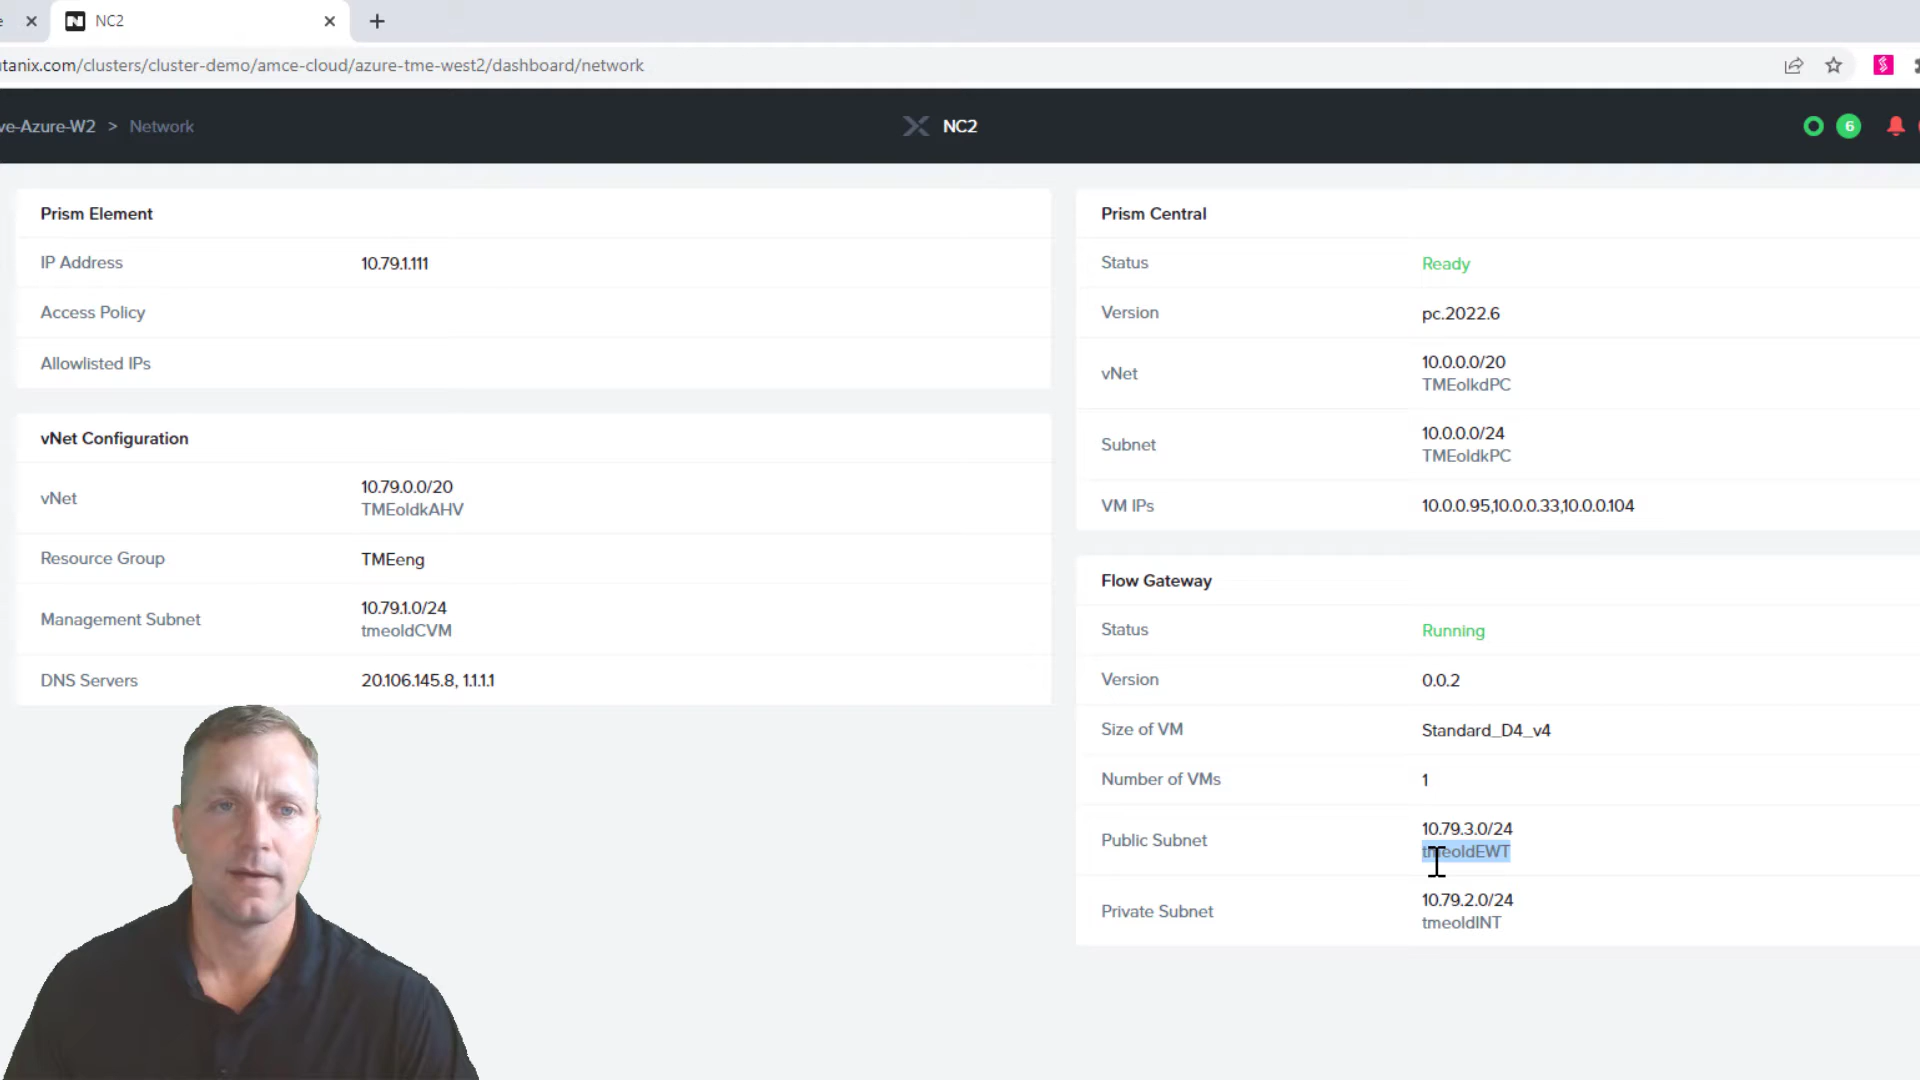 NC2
tanix.com/clusters/cluster-demo/amce-cloud/azure-tme-west2/dashboard/network
ve-Azure-W2 > Network
NC2
6
Prism Element
IP Address 10.79.1.111
Access Policy
Allowlisted IPs
vNet Configuration
vNet 10.79.0.0/20
TMEoldkAHV
Resource Group TMEeng
Management Subnet 10.79.1.0/24
tmeoldCVM
DNS Servers 20.106.145.8, 1.1.1.1
Prism Central
Status Ready
Version pc.2022.6
vNet 10.0.0.0/20
TMEolkdPC
Subnet 10.0.0.0/24
TMEoldkPC
VM IPs 10.0.0.95,10.0.0.33,10.0.0.104
Flow Gateway
Status Running
Version 0.0.2
Size of VM Standard_D4_v4
Number of VMs 1
Public Subnet 10.79.3.0/24
tmeoldEWT
Private Subnet 10.79.2.0/24
tmeoldINT